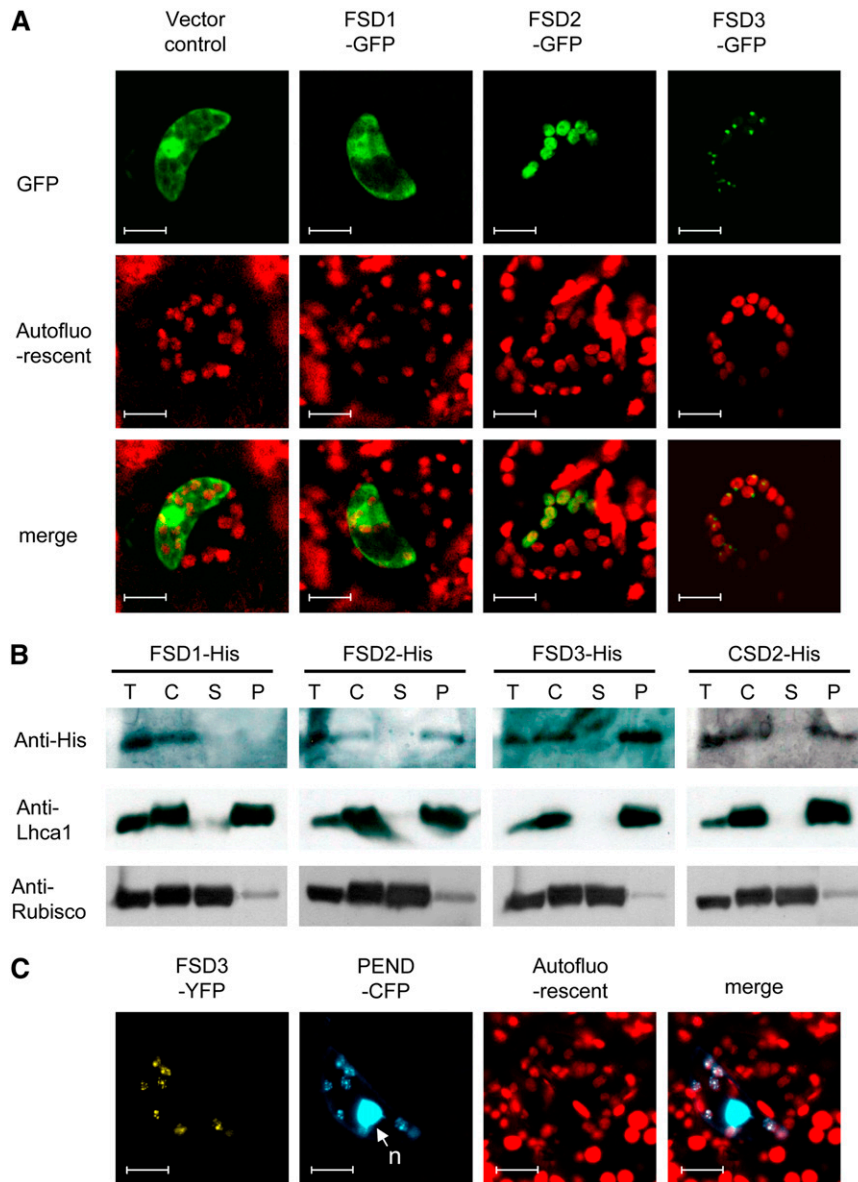 A
Vector
control
FSD1
-GFP
FSD2
-GFP
FSD3
-GFP
GFP
Autofluo
-rescent
merge
B
FSD1-His
FSD2-His
FSD3-His
CSD2-His
T C S P
T C S P
T C S P
T C S P
Anti-His
Anti-
Lhca1
Anti-
Rubisco
C
FSD3
-YFP
PEND
-CFP
Autofluo
-rescent
merge
n